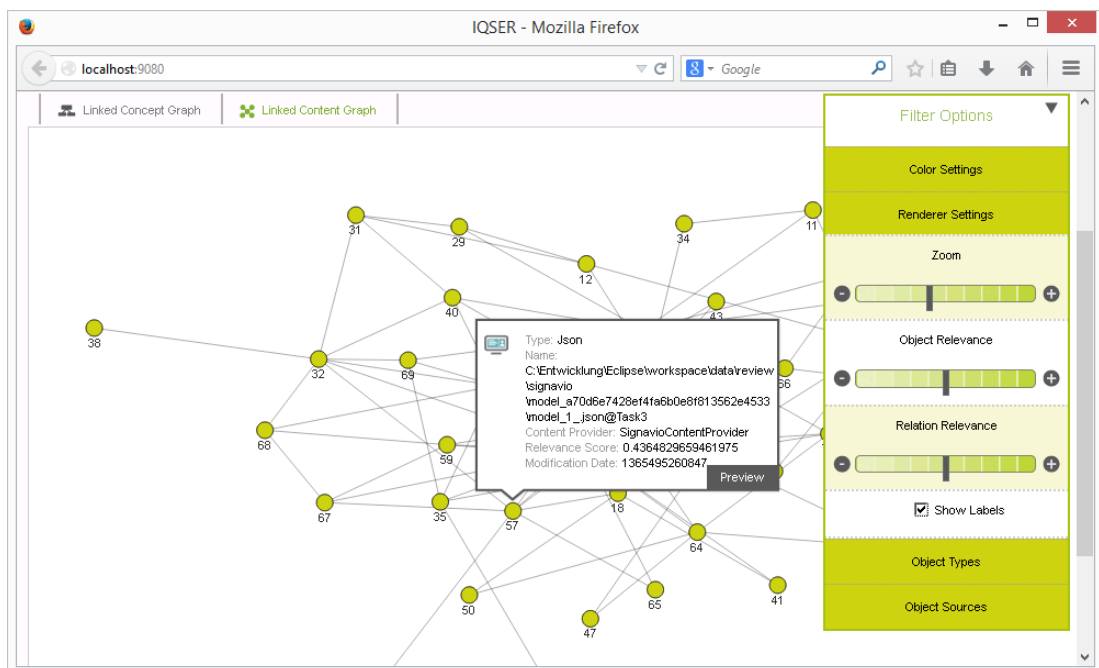 IQSER - Mozilla Firefox
localhost:9080
8
Google
Linked Concept Graph
Linked Content Graph
Filter Options
Color Settings
Renderer Settings
Zoom
-
+
Object Relevance
-
+
Relation Relevance
-
+
Show Labels
Object Types
Object Sources
31
29
12
34
11
40
43
38
32
69
66
68
59
67
35
57
18
64
50
65
41
47
Type: Json
Name:
C:\Entwicklung\Eclipse\workspace\data\review
\signavio
\model_a70d6e7428ef4fa6b0e8f813562e4533
\model_1_.json@Task3
Content Provider: SignavioContentProvider
Relevance Score: 0.4364829659461975
Modification Date: 1365495260847
Preview